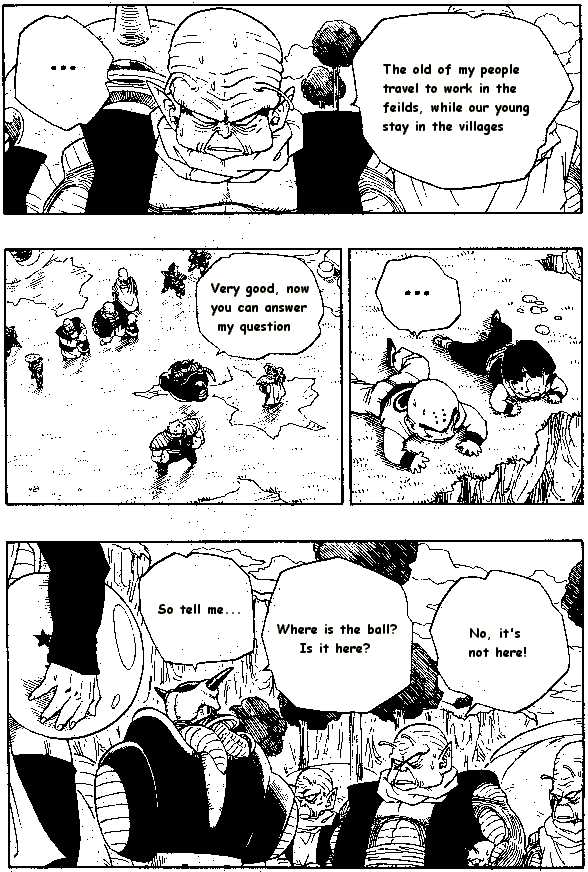 ...
The old of my people
travel to work in the
feilds, while our young
stay in the villages
Very good, now
you can answer
my question
...
So tell me...
Where is the ball?
Is it here?
No, it's
not here!